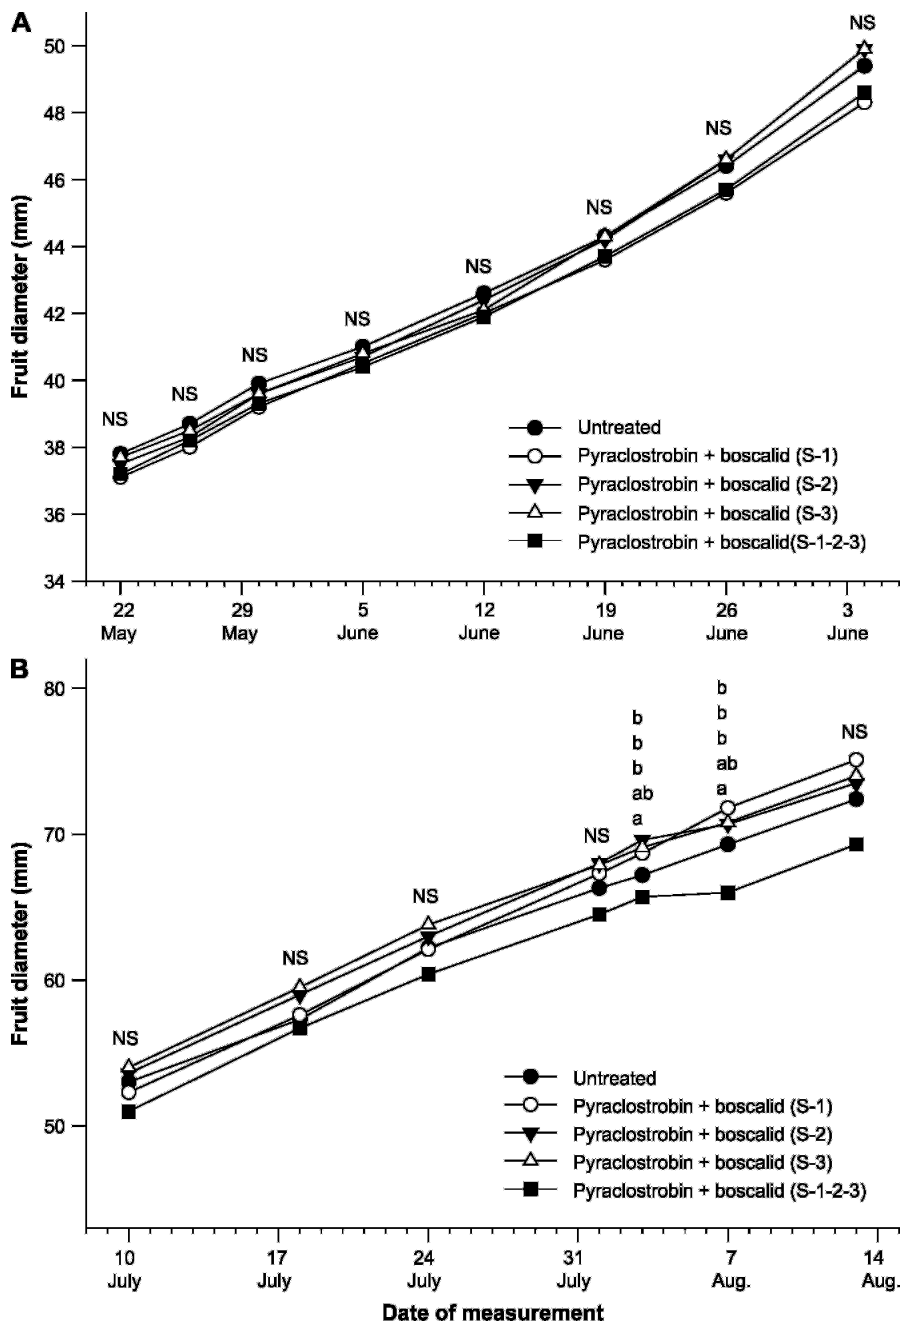 A
NS
50
48
NS
46
NS
44
NS
42
NS
NS
40
NS
NS
38
36
34
Fruit diameter (mm)
Untreated
Pyraclostrobin + boscalid (S-1)
Pyraclostrobin + boscalid (S-2)
Pyraclostrobin + boscalid (S-3)
Pyraclostrobin + boscalid(S-1-2-3)
22 29 5 12 19 26 3
May May June June June June June
B
80
70
60
50
Fruit diameter (mm)
NS
NS
NS
NS
b
b
b
ab
a
b
b
b
ab
a
NS
Untreated
Pyraclostrobin + boscalid (S-1)
Pyraclostrobin + boscalid (S-2)
Pyraclostrobin + boscalid (S-3)
Pyraclostrobin + boscalid (S-1-2-3)
10 17 24 31 7 14
July July July July Aug. Aug.
Date of measurement